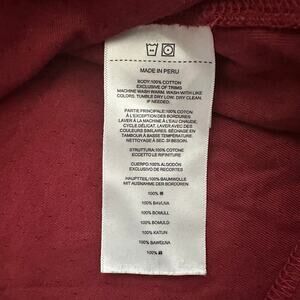 MADE IN PERU
BODY:100% COTTON
EXCLUSIVE OF TRIMS
MACHINE WASH WARM. WASH WITH LIKE
COLORS. TUMBLE DRY LOW. DRY CLEAN,
IF NEEDED.
PARTIE PRINCIPALE:100% COTON
À L'EXCEPTION DES BORDURES
LAVER À LA MACHINE À L'EAU CHAUDE,
CYCLE DÉLICAT. LAVER AVEC DES
COULEURS SIMILAIRES. SÉCHAGE EN
TAMBOUR À BASSE TEMPÉRATURE.
NETTOYAGE À SEC, SI BESOIN.
STRUTTURA:100% COTONE
ECCETTO LE RIFINITURE
CUERPO:100% ALGODÓN
EXCLUSIVO DE RECORTES
HAUPTTEIL:100% BAUMWOLLE
MIT AUSNAHME DER BORDÜREN
100%
100% BAVLNA
100% BOMULL
100% BOMULD
100% KATUN
100% BAWEŁNA
100%